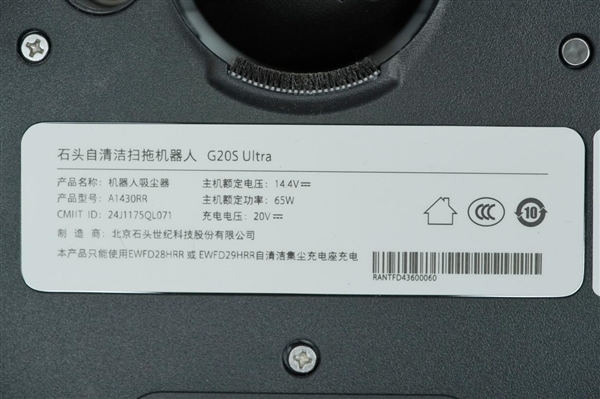 石头自清洁扫拖机器人 G20S Ultra
产品名称: 机器人吸尘器 主机额定电压: 14.4V
产品型号: A1430RR 主机额定功率: 65W
CMIIT ID: 24J1175QL071 充电电压: 20V
制 造 商: 北京石头世纪科技股份有限公司
本产品只能使用EWFD28HRR 或 EWFD29HRR自清洁集尘充电座充电
CCC
10
RANTFD43600060